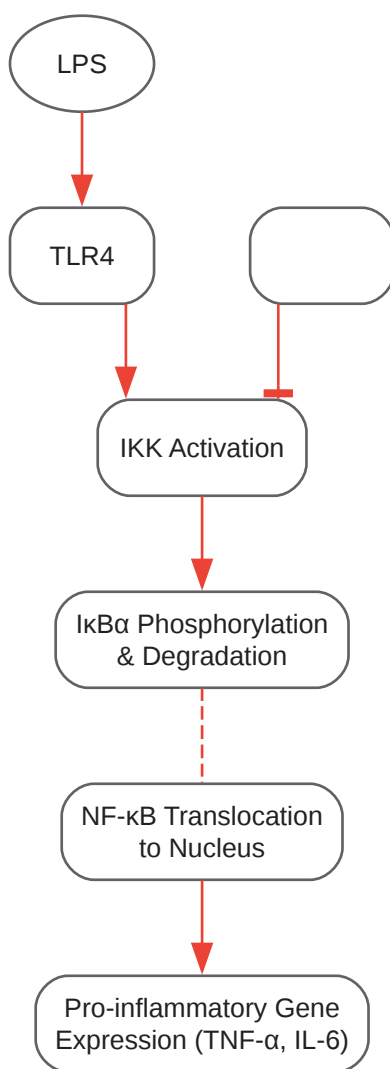 LPS
TLR4
IKK Activation
IκBα Phosphorylation
& Degradation
NF-κB Translocation
to Nucleus
Pro-inflammatory Gene
Expression (TNF-α, IL-6)